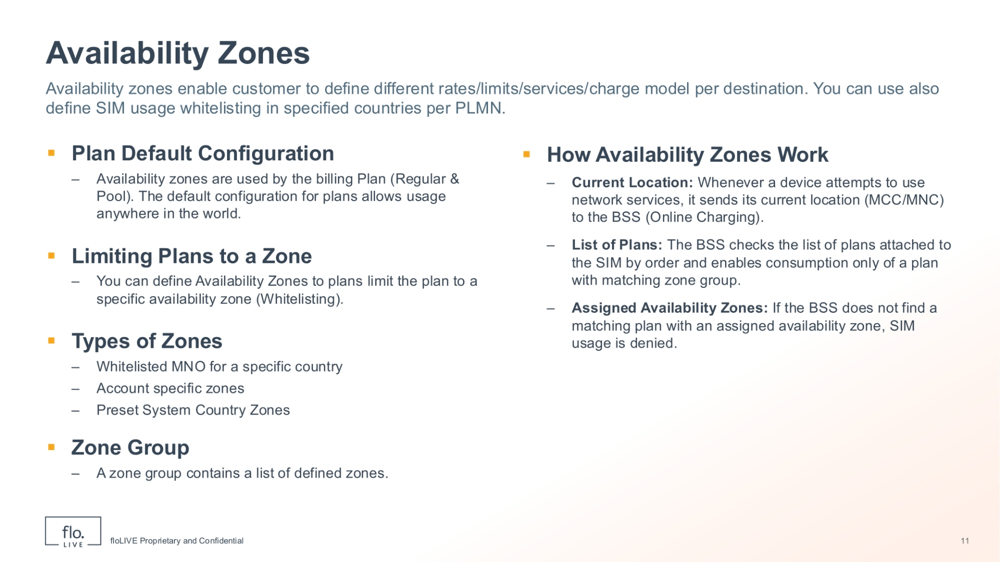 Availability Zones
Availability zones enable customer to define different rates/limits/services/charge model per destination. You can use also
define SIM usage whitelisting in specified countries per PLMN.
▪ Plan Default Configuration
– Availability zones are used by the billing Plan (Regular &
Pool). The default configuration for plans allows usage
anywhere in the world.
▪ Limiting Plans to a Zone
– You can define Availability Zones to plans limit the plan to a
specific availability zone (Whitelisting).
▪ Types of Zones
– Whitelisted MNO for a specific country
– Account specific zones
– Preset System Country Zones
▪ Zone Group
– A zone group contains a list of defined zones.
▪ How Availability Zones Work
– Current Location: Whenever a device attempts to use
network services, it sends its current location (MCC/MNC)
to the BSS (Online Charging).
– List of Plans: The BSS checks the list of plans attached to
the SIM by order and enables consumption only of a plan
with matching zone group.
– Assigned Availability Zones: If the BSS does not find a
matching plan with an assigned availability zone, SIM
usage is denied.
flo.
LIVE
floLIVE Proprietary and Confidential
11